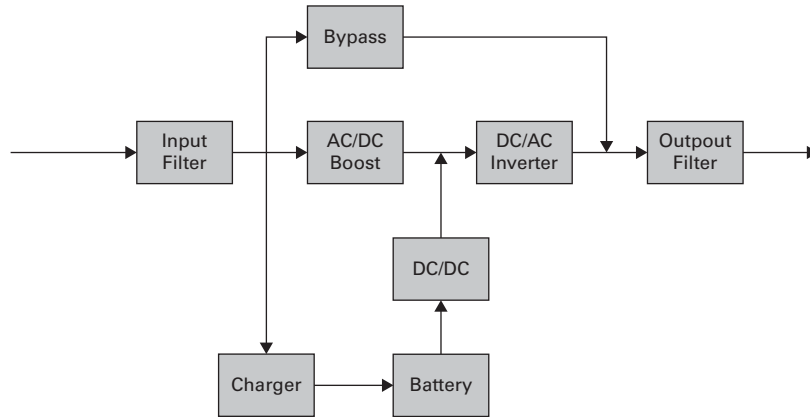 Bypass
Input
Filter
AC/DC
Boost
DC/AC
Inverter
Outpout
Filter
DC/DC
Charger
Battery